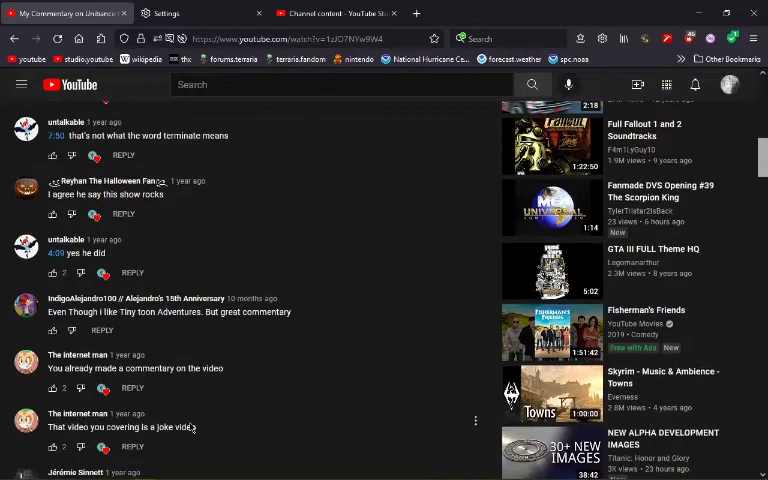 My Commentary on Unibance
Settings
Channel content - YouTube Stu
https://www.youtube.com/watch?v=1zJO7NYw9W4
Search
46
youtube
studio.youtube
wikipedia
thx
forums.terraria
terraria.fandom
nintendo
National Hurricane Ce...
forecast.weather
spc.noaa
Other Bookmarks
YouTube
Search
untalkable 1 year ago
7:50 that's not what the word terminate means
REPLY
Reyhan The Halloween Fan 1 year ago
I agree he say this show rocks
REPLY
untalkable 1 year ago
4:09 yes he did
2 REPLY
IndigoAlejandro100 // Alejandro's 15th Anniversary 10 months ago
Even Though i like Tiny toon Adventures. But great commentary
REPLY
The internet man 1 year ago
You already made a commentary on the video
2 REPLY
The internet man 1 year ago
That video you covering is a joke video
2 REPLY
Jérémie Sinnett 1 year ago
2:18
Full Fallout 1 and 2
Soundtracks
F4m1LyGuy10
1.9M views • 9 years ago
1:22:50
Fanmade DVS Opening #39
The Scorpion King
TylerTristar2IsBack
23 views • 6 hours ago
New
UNIVERSAL
1:14
GTA III FULL Theme HQ
Legomanarthur
2.3M views • 8 years ago
5:02
Fisherman's Friends
YouTube Movies
2019 • Comedy
Free with Ads New
1:51:42
Skyrim - Music & Ambience -
Towns
Everness
2.8M views • 4 years ago
Towns
1:00:00
NEW ALPHA DEVELOPMENT
IMAGES
Titanic: Honor and Glory
3K views • 23 hours ago
30+ NEW
IMAGES
38:42